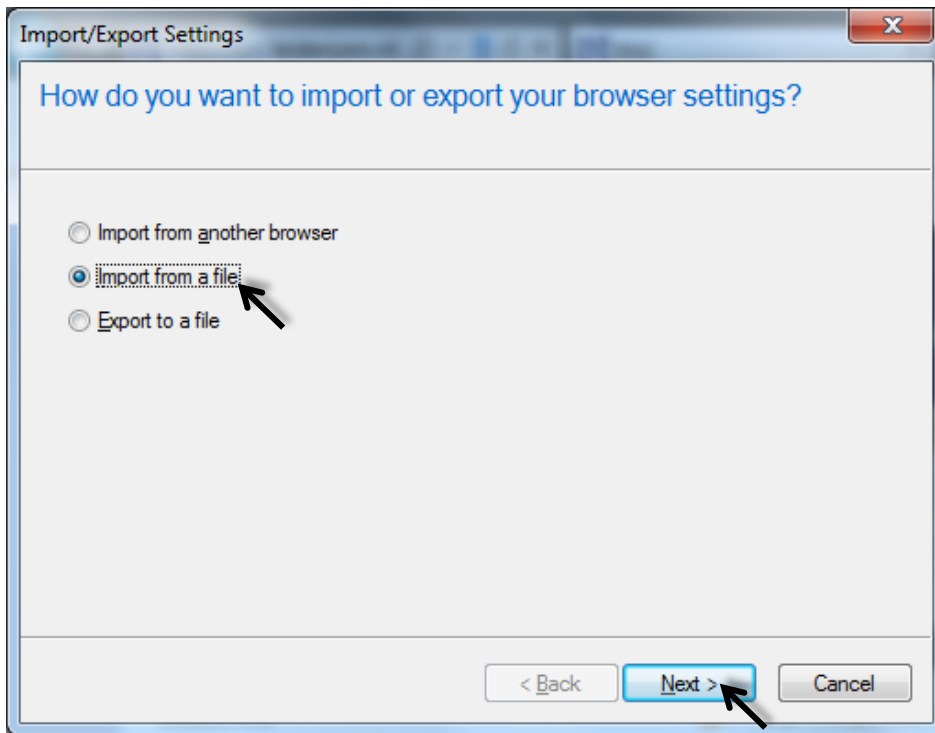 Import/Export Settings
How do you want to import or export your browser settings?
Import from another browser
Import from a file
Export to a file
< Back
Next >
Cancel